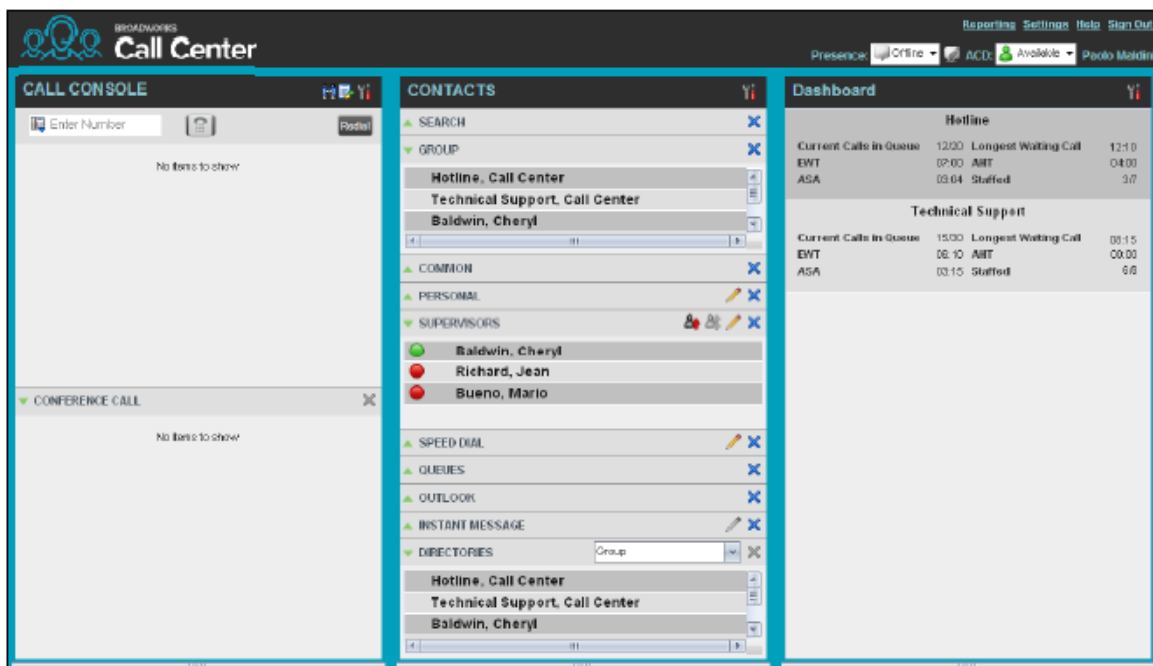 BROADWORKS
Call Center
Reporting Settings Help Sign Out
Presence: Offline ACD: Available Paolo Maldin
CALL CONSOLE
Enter Number
Redial
No items to show
CONFERENCE CALL
No items to show
CONTACTS
SEARCH
GROUP
Hotline, Call Center
Technical Support, Call Center
Baldwin, Cheryl
COMMON
PERSONAL
SUPERVISORS
Baldwin, Cheryl
Richard, Jean
Bueno, Mario
SPEED DIAL
QUEUES
OUTLOOK
INSTANT MESSAGE
DIRECTORIES Group
Hotline, Call Center
Technical Support, Call Center
Baldwin, Cheryl
Dashboard
Hotline
Current Calls in Queue 12/20 Longest Waiting Call 12:10
EWT 07:00 AHT 04:00
ASA 03:04 Staffed 3/7
Technical Support
Current Calls in Queue 15/30 Longest Waiting Call 08:15
EWT 06:10 AHT 00:00
ASA 03:15 Staffed